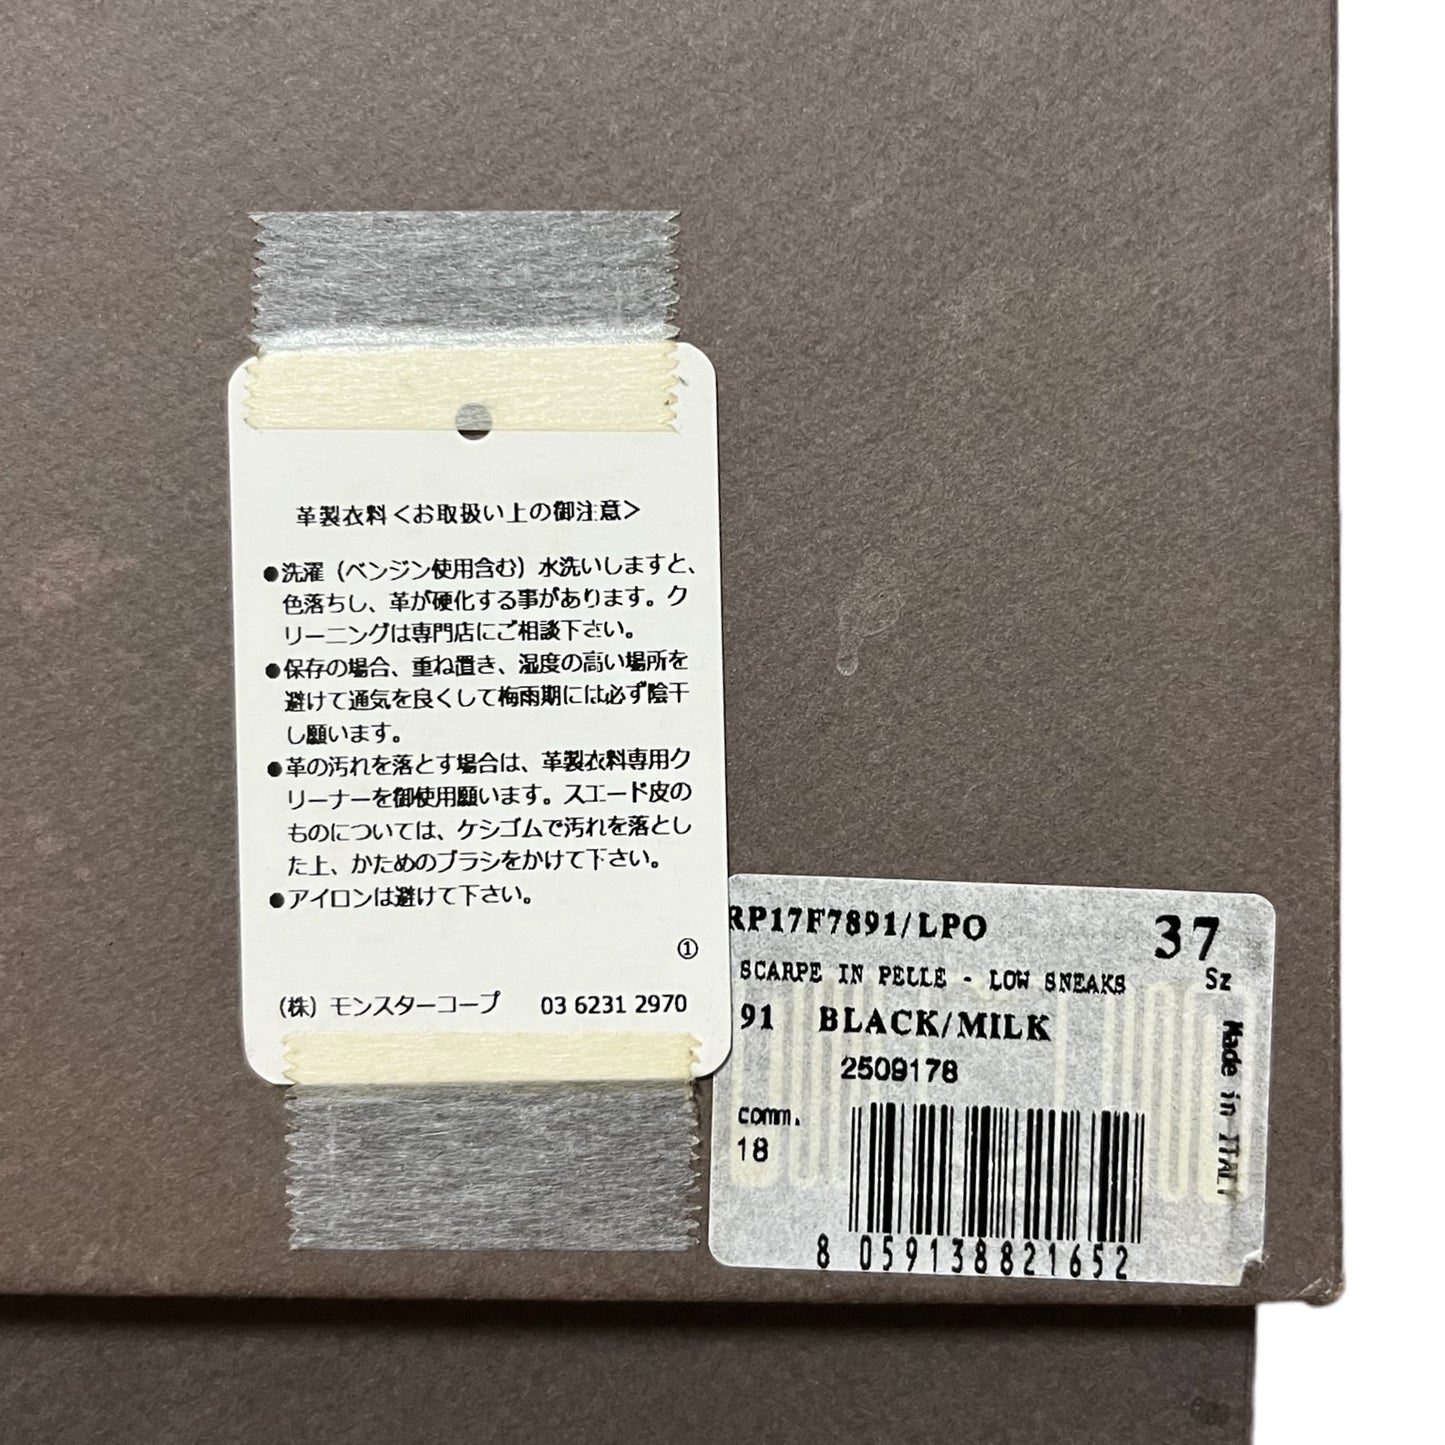 革製衣料＜お取扱い上の御注意＞
●洗濯（ベンジン使用含む）水洗いしますと、
色落ちし、革が硬化する事があります。ク
リーニングは専門店にご相談下さい。
●保存の場合、重ね置き、湿度の高い場所を
避けて通気を良くして梅雨期には必ず陰干
し願います。
●革の汚れを落とす場合は、革製衣料専用ク
リーナーを御使用願います。スエード皮の
ものについては、ケシゴムで汚れを落とし
た上、かためのブラシをかけて下さい。
●アイロンは避けて下さい。
①
（株）モンスターコープ 03 6231 2970
RP17F7891/LPO
37
SCARPE IN PELLE - LOW SNEAKS
Sz
91 BLACK/MILK
2509178
Made in ITALY
comm.
18
8 059138821652